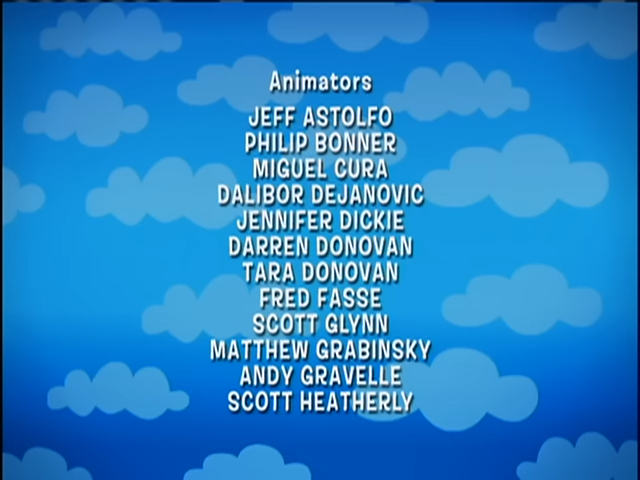 Animators
JEFF ASTOLFO
PHILIP BONNER
MIGUEL CURA
DALIBOR DEJANOVIC
JENNIFER DICKIE
DARREN DONOVAN
TARA DONOVAN
FRED FASSE
SCOTT GLYNN
MATTHEW GRABINSKY
ANDY GRAVELLE
SCOTT HEATHERLY